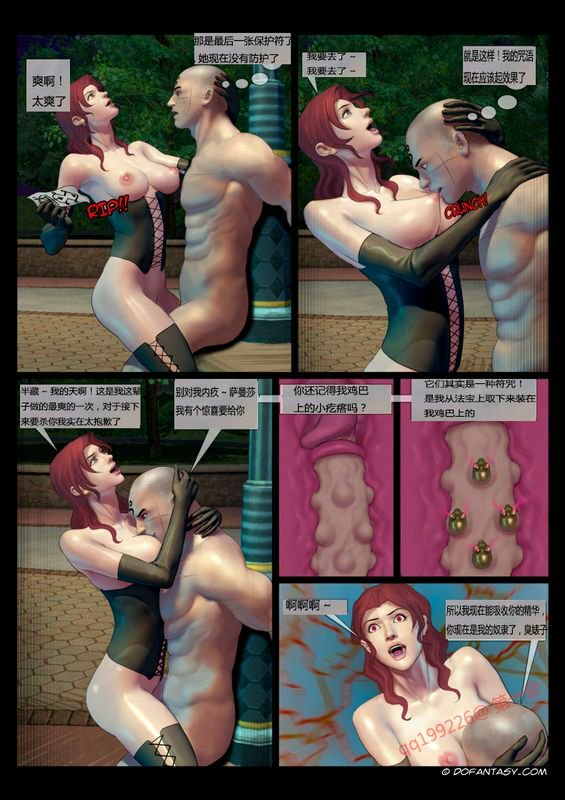 那是最后一张保护符了
她现在没有防护了
爽啊！
太爽了
RIP!!
我要去了~
我要去了~
就是这样！我的咒语
现在应该起效果了
CRUNCH!
半藏~我的天啊！这是我这辈
子做的最爽的一次，对于接下
来要杀你我实在太抱歉了
别对我内疚~萨曼莎
我有个惊喜要给你
你还记得我鸡巴
上的小疙瘩吗？
它们其实是一种符咒！
是我从法宝上取下来装在
我鸡巴上的
啊啊啊~
所以我现在能吸收你的精华，
你现在是我的奴隶了，臭婊子
qq199226@
© DOFANTASY.COM